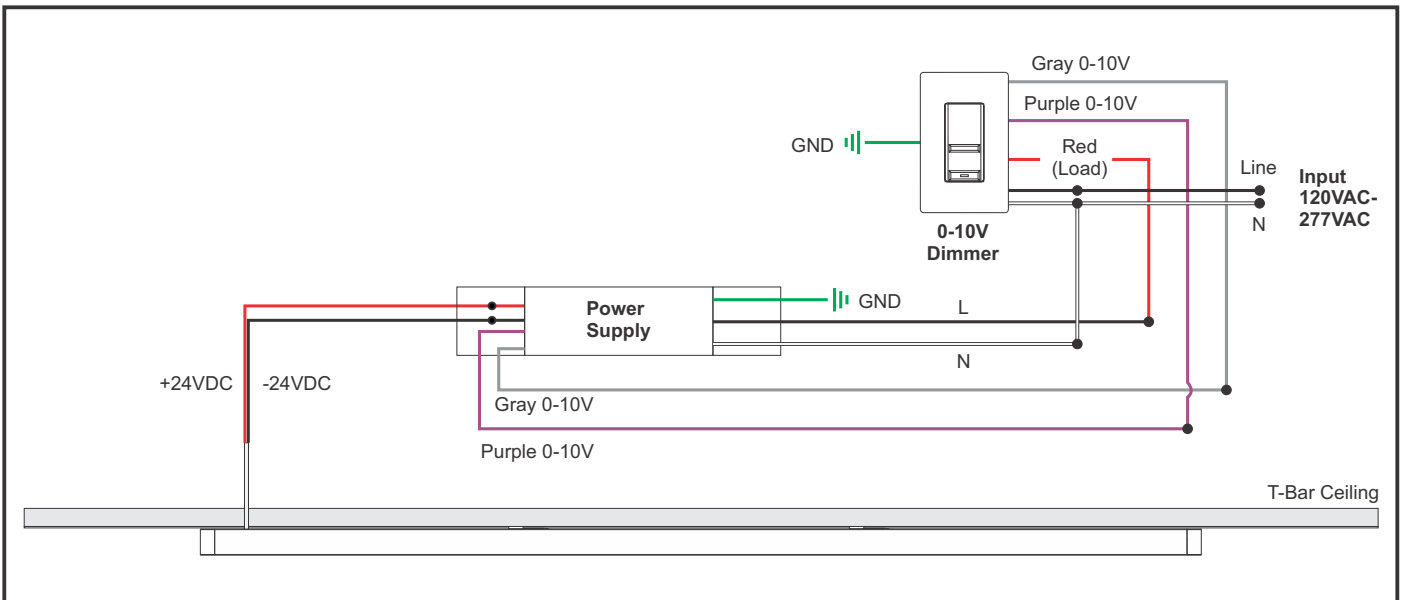 Gray 0-10V
Purple 0-10V
GND
Red
(Load)
Line
Input
120VAC-
277VAC
N
0-10V
Dimmer
Power
Supply
GND
L
N
+24VDC
-24VDC
Gray 0-10V
Purple 0-10V
T-Bar Ceiling